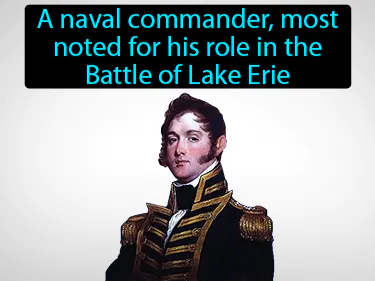 A naval commander, most
noted for his role in the
Battle of Lake Erie